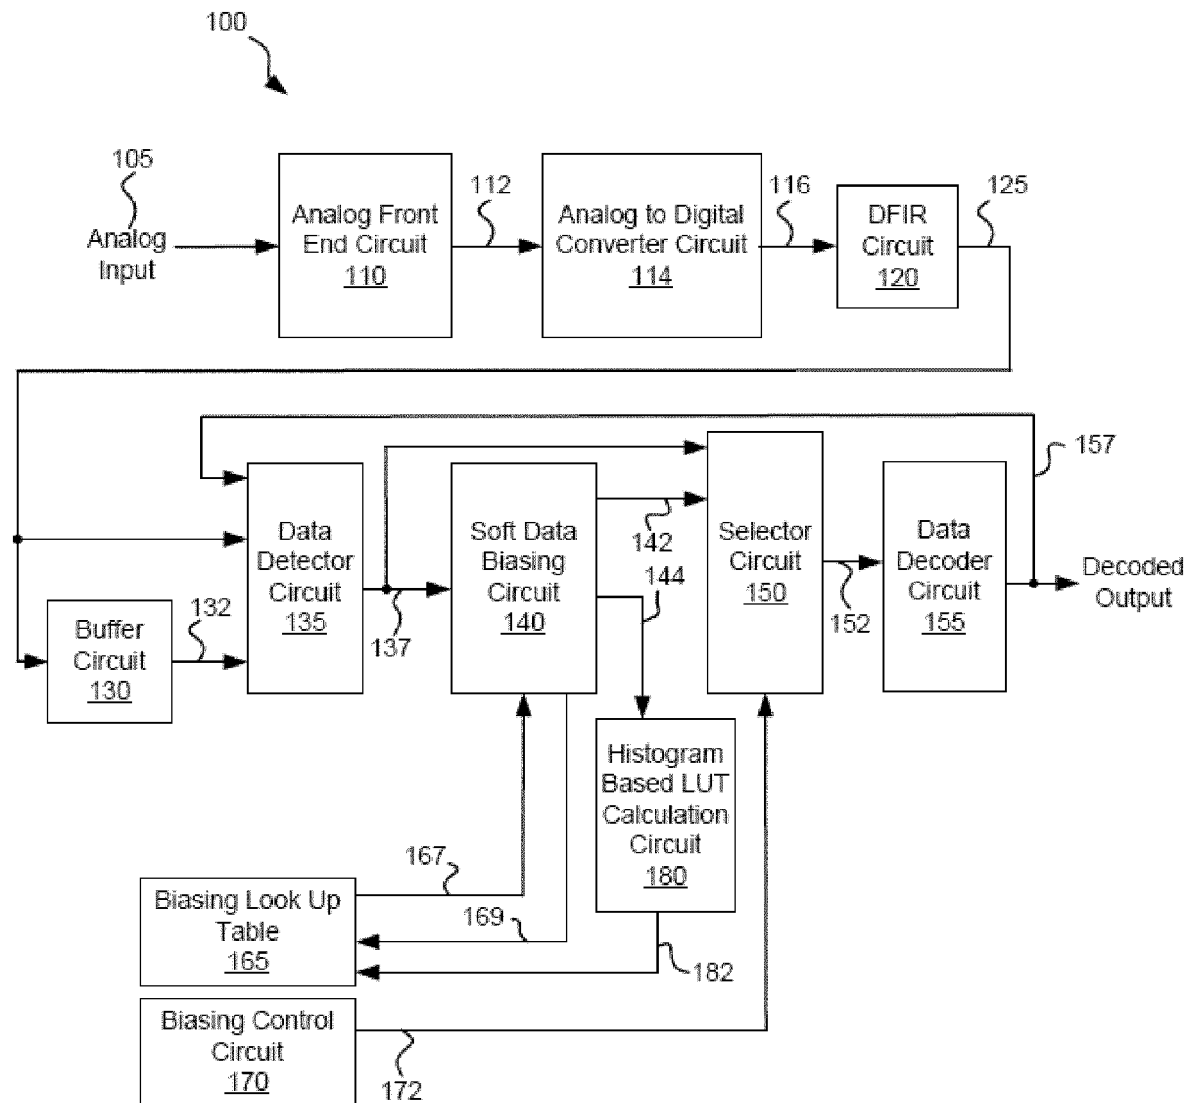 100
105
Analog
Input
Analog Front
End Circuit
110
112
Analog to Digital
Converter Circuit
114
116
DFIR
Circuit
120
125
157
Data
Detector
Circuit
135
137
Soft Data
Biasing
Circuit
140
142
144
Selector
Circuit
150
152
Data
Decoder
Circuit
155
Decoded
Output
Buffer
Circuit
130
132
Histogram
Based LUT
Calculation
Circuit
180
182
167
169
Biasing Look Up
Table
165
Biasing Control
Circuit
170
172